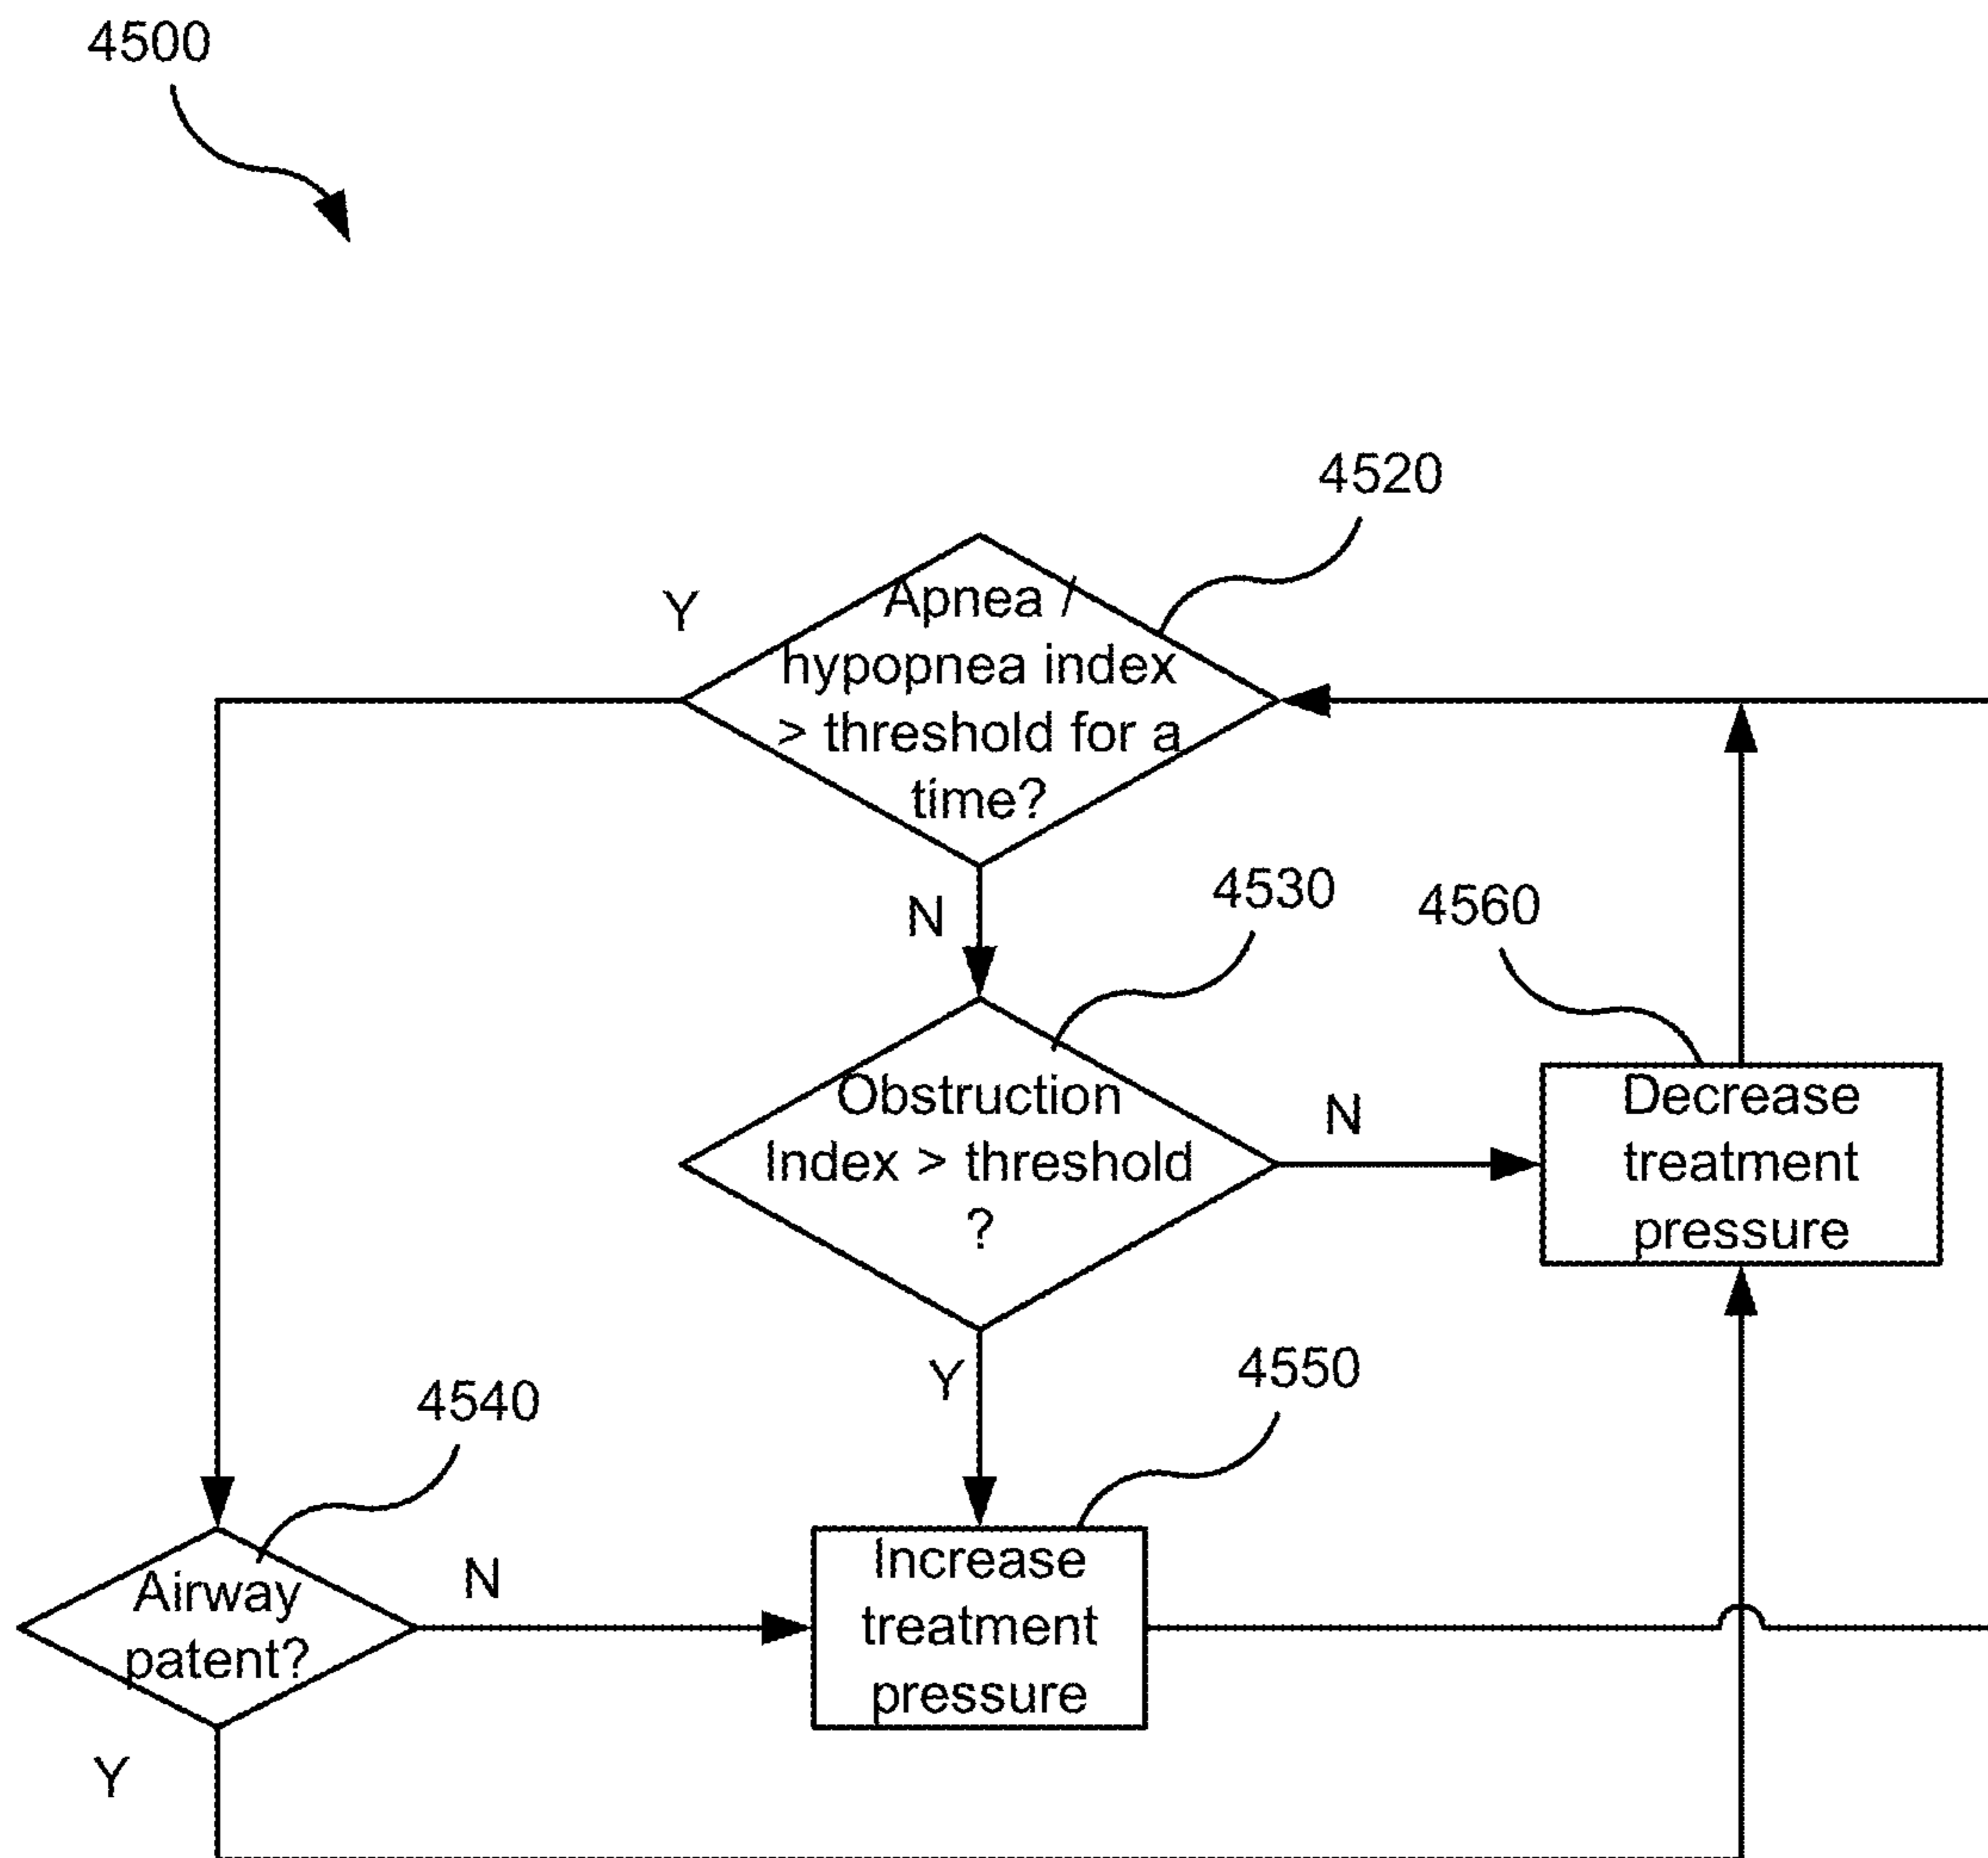 4500
4520
Y
Apnea /
hypopnea index
> threshold for a
time?
N
4530
4560
Obstruction
Index > threshold
?
N
Decrease
treatment
pressure
Y
4550
4540
Airway
patent?
N
Increase
treatment
pressure
Y